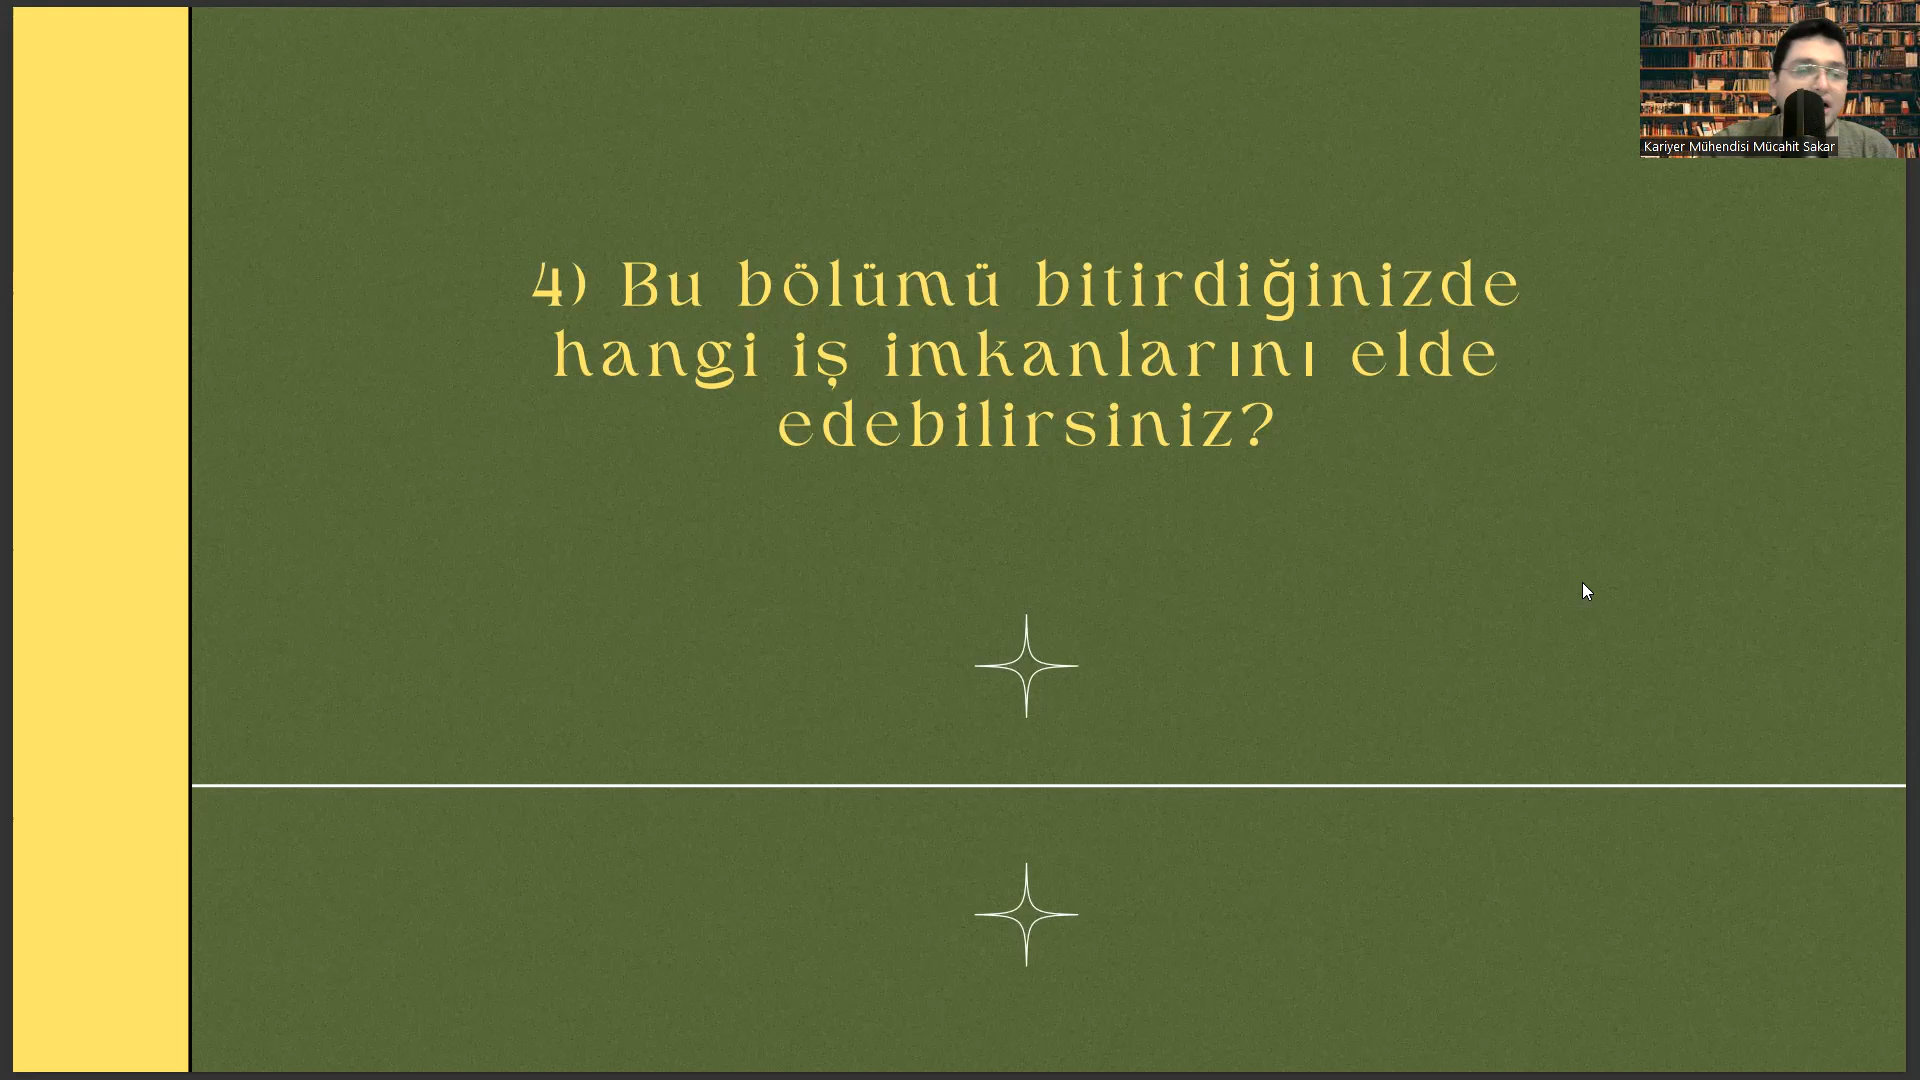 Kariyer Mühendisi Mücahit Sakar
4) Bu bölümü bitirdiğinizde
hangi iş imkanlarını elde
edebilirsiniz?